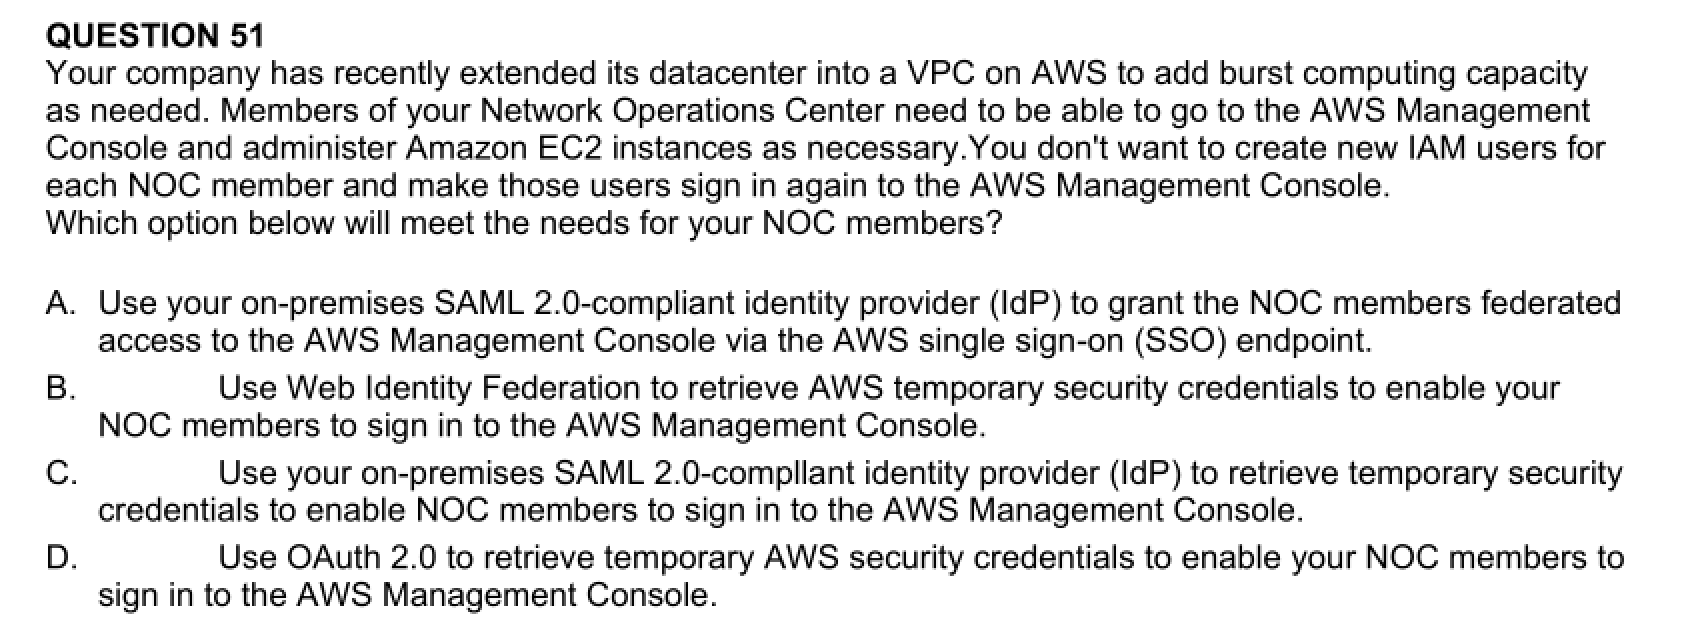 QUESTION 51
Your company has recently extended its datacenter into a VPC on AWS to add burst computing capacity
as needed. Members of your Network Operations Center need to be able to go to the AWS Management
Console and administer Amazon EC2 instances as necessary.You don't want to create new IAM users for
each NOC member and make those users sign in again to the AWS Management Console.
Which option below will meet the needs for your NOC members?
A. Use your on-premises SAML 2.0-compliant identity provider (IdP) to grant the NOC members federated
access to the AWS Management Console via the AWS single sign-on (SSO) endpoint.
B. Use Web Identity Federation to retrieve AWS temporary security credentials to enable your
NOC members to sign in to the AWS Management Console.
C. Use your on-premises SAML 2.0-compllant identity provider (IdP) to retrieve temporary security
credentials to enable NOC members to sign in to the AWS Management Console.
D. Use OAuth 2.0 to retrieve temporary AWS security credentials to enable your NOC members to
sign in to the AWS Management Console.